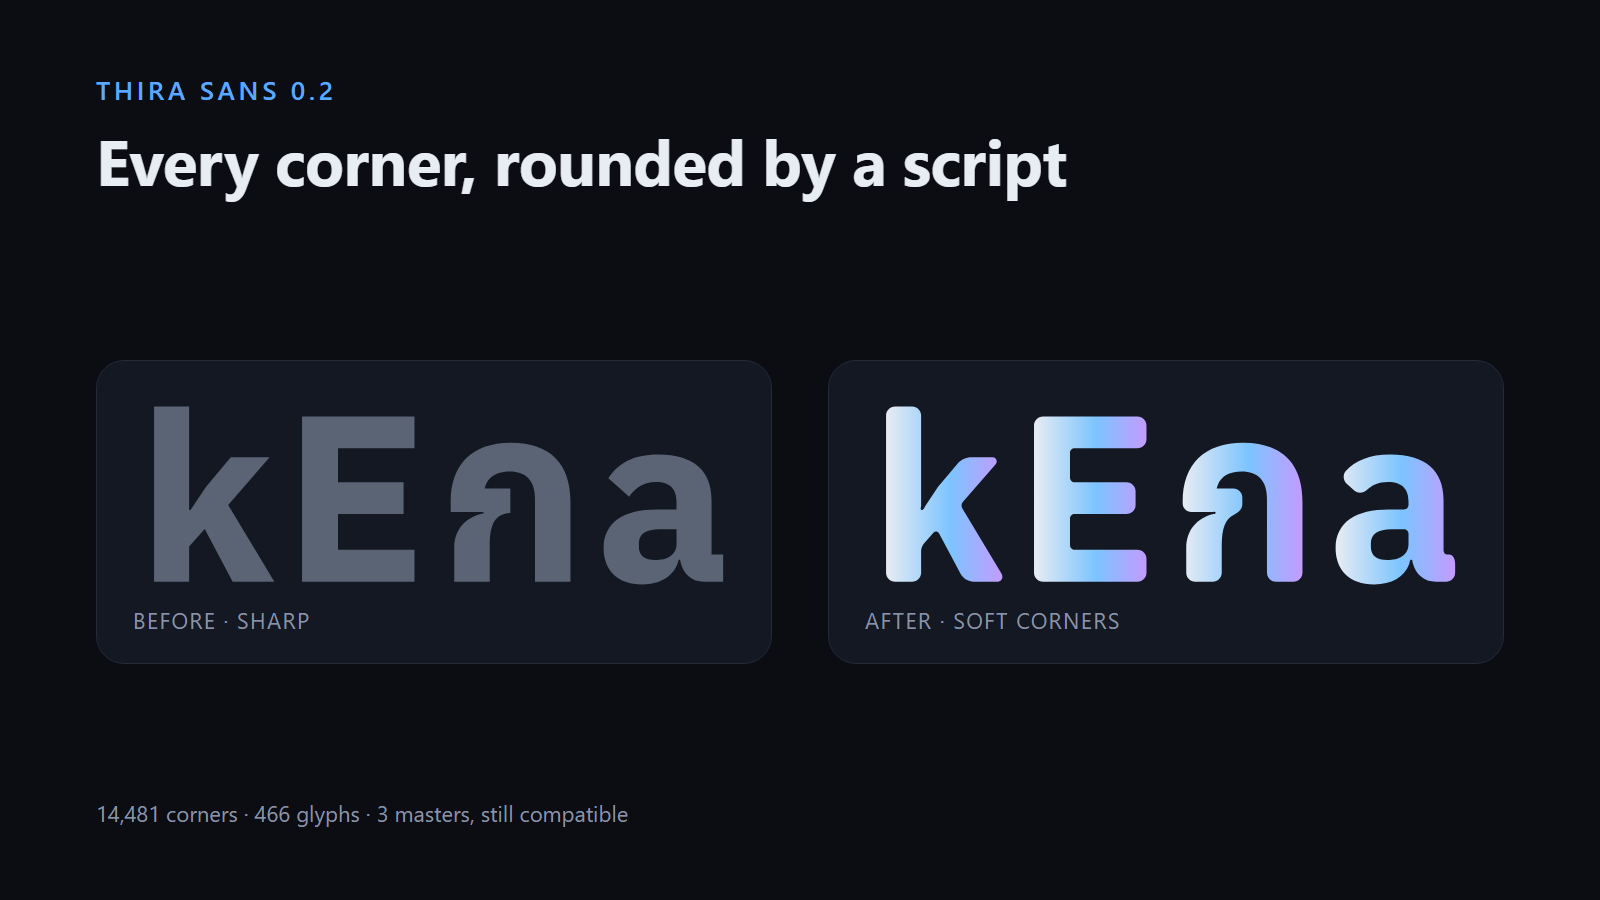 THIRA SANS 0.2
Every corner, rounded by a script
kEกa
kEกa
BEFORE · SHARP
AFTER · SOFT CORNERS
14,481 corners · 466 glyphs · 3 masters, still compatible